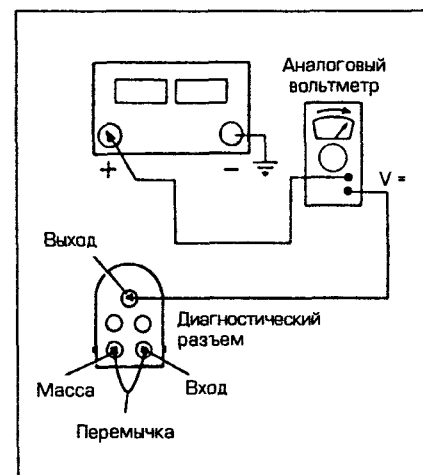 Аналоговый
вольтметр
+
−
V =
Выход
Диагностический
разъем
Масса
Вход
Перемычка